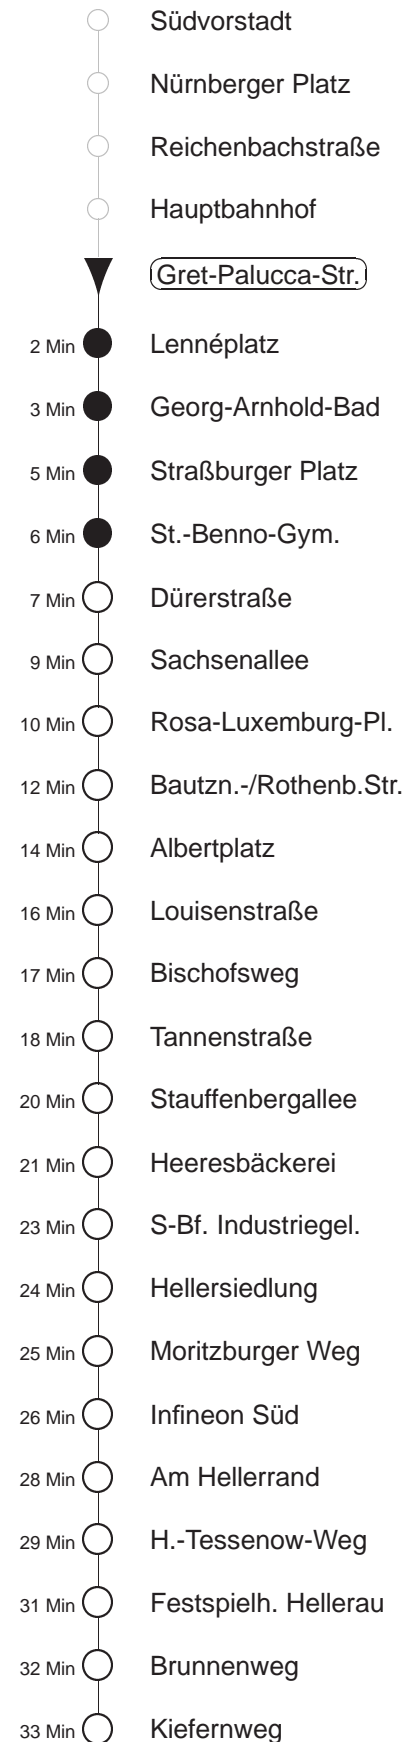 Südvorstadt
Nürnberger Platz
Reichenbachstraße
Hauptbahnhof
Gret-Palucca-Str.
2 Min Lennéplatz
3 Min Georg-Arnhold-Bad
5 Min Straßburger Platz
6 Min St.-Benno-Gym.
7 Min Dürerstraße
9 Min Sachsenallee
10 Min Rosa-Luxemburg-Pl.
12 Min Bautzn.-/Rothenb.Str.
14 Min Albertplatz
16 Min Louisenstraße
17 Min Bischofsweg
18 Min Tannenstraße
20 Min Stauffenbergallee
21 Min Heeresbäckerei
23 Min S-Bf. Industriegel.
24 Min Hellersiedlung
25 Min Moritzburger Weg
26 Min Infineon Süd
28 Min Am Hellerrand
29 Min H.-Tessenow-Weg
31 Min Festspielh. Hellerau
32 Min Brunnenweg
33 Min Kiefernweg